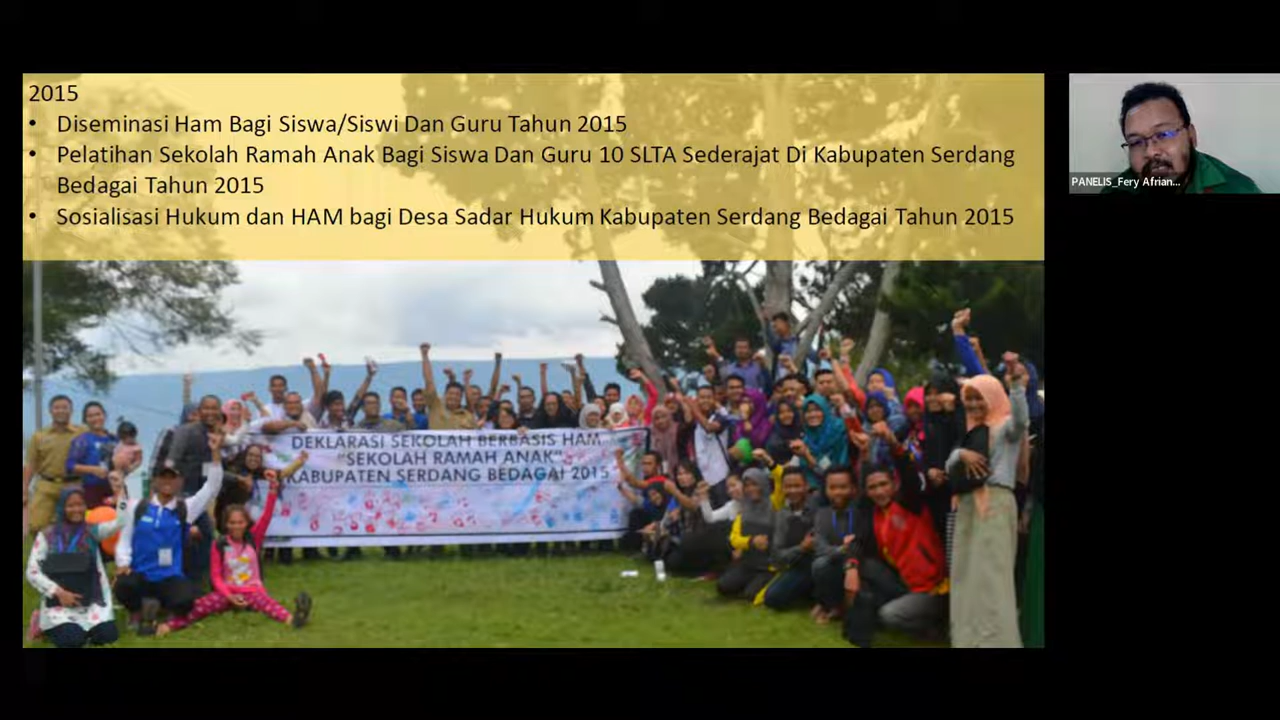 2015
• Diseminasi Ham Bagi Siswa/Siswi Dan Guru Tahun 2015
• Pelatihan Sekolah Ramah Anak Bagi Siswa Dan Guru 10 SLTA Sederajat Di Kabupaten Serdang
Bedagai Tahun 2015
• Sosialisasi Hukum dan HAM bagi Desa Sadar Hukum Kabupaten Serdang Bedagai Tahun 2015
PANELIS_Fery Afrian...
DEKLARASI SEKOLAH BERBASIS HAM
"SEKOLAH RAMAH ANAK"
KABUPATEN SERDANG BEDAGAI 2015